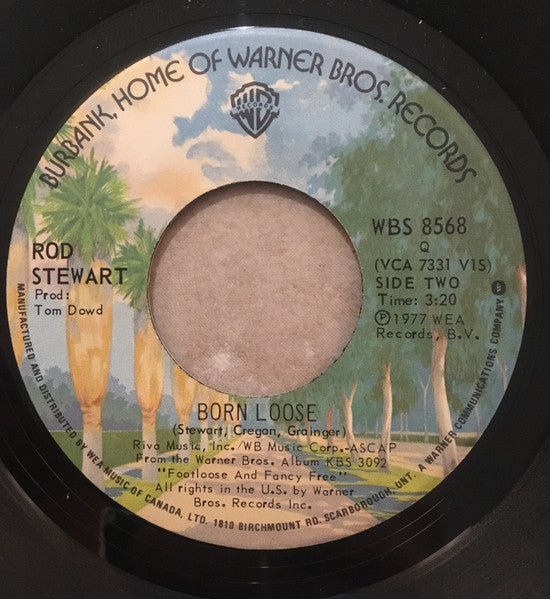 BURBANK, HOME OF WARNER BROS. RECORDS
WB
RECORDS
ROD
STEWART
Prod:
Tom Dowd
WBS 8568
Q
(VCA 7331 V1S)
SIDE TWO
Time: 3:20
Ⓟ1977 WEA
Records, B.V.
BORN LOOSE
(Stewart, Cregan, Grainger)
Riva Music, Inc./WB Music Corp.-ASCAP
From the Warner Bros. Album KBS 3092
"Footloose And Fancy Free"
All rights in the U.S. by Warner
Bros. Records Inc.
MANUFACTURED AND DISTRIBUTED BY WEA MUSIC OF CANADA, LTD. 1810 BIRCHMOUNT RD. SCARBOROUGH, ONT. A WARNER COMMUNICATIONS COMPANY